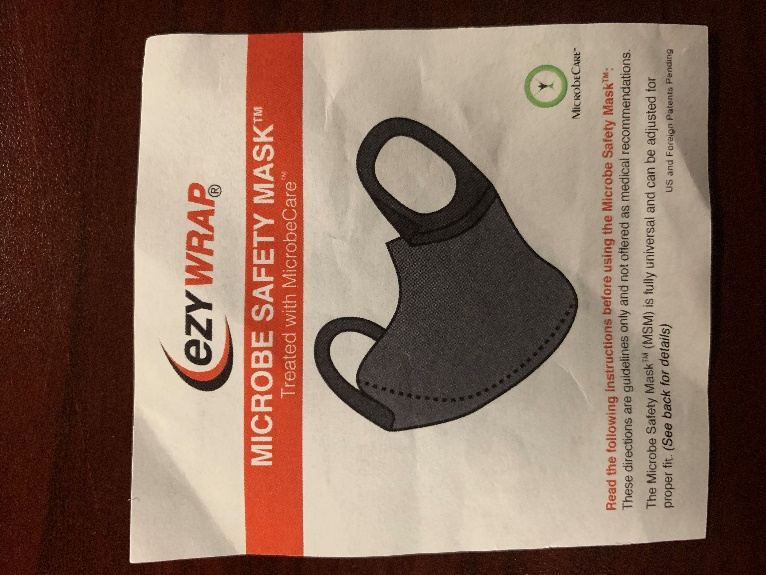 EZY WRAP®
MICROBE SAFETY MASK™
Treated with MicrobeCare™
MICROBECARE™
Read the following instructions before using the Microbe Safety Mask™:
These directions are guidelines only and not offered as medical recommendations.
The Microbe Safety Mask™ (MSM) is fully universal and can be adjusted for
proper fit. (See back for details)
US and Foreign Patents Pending